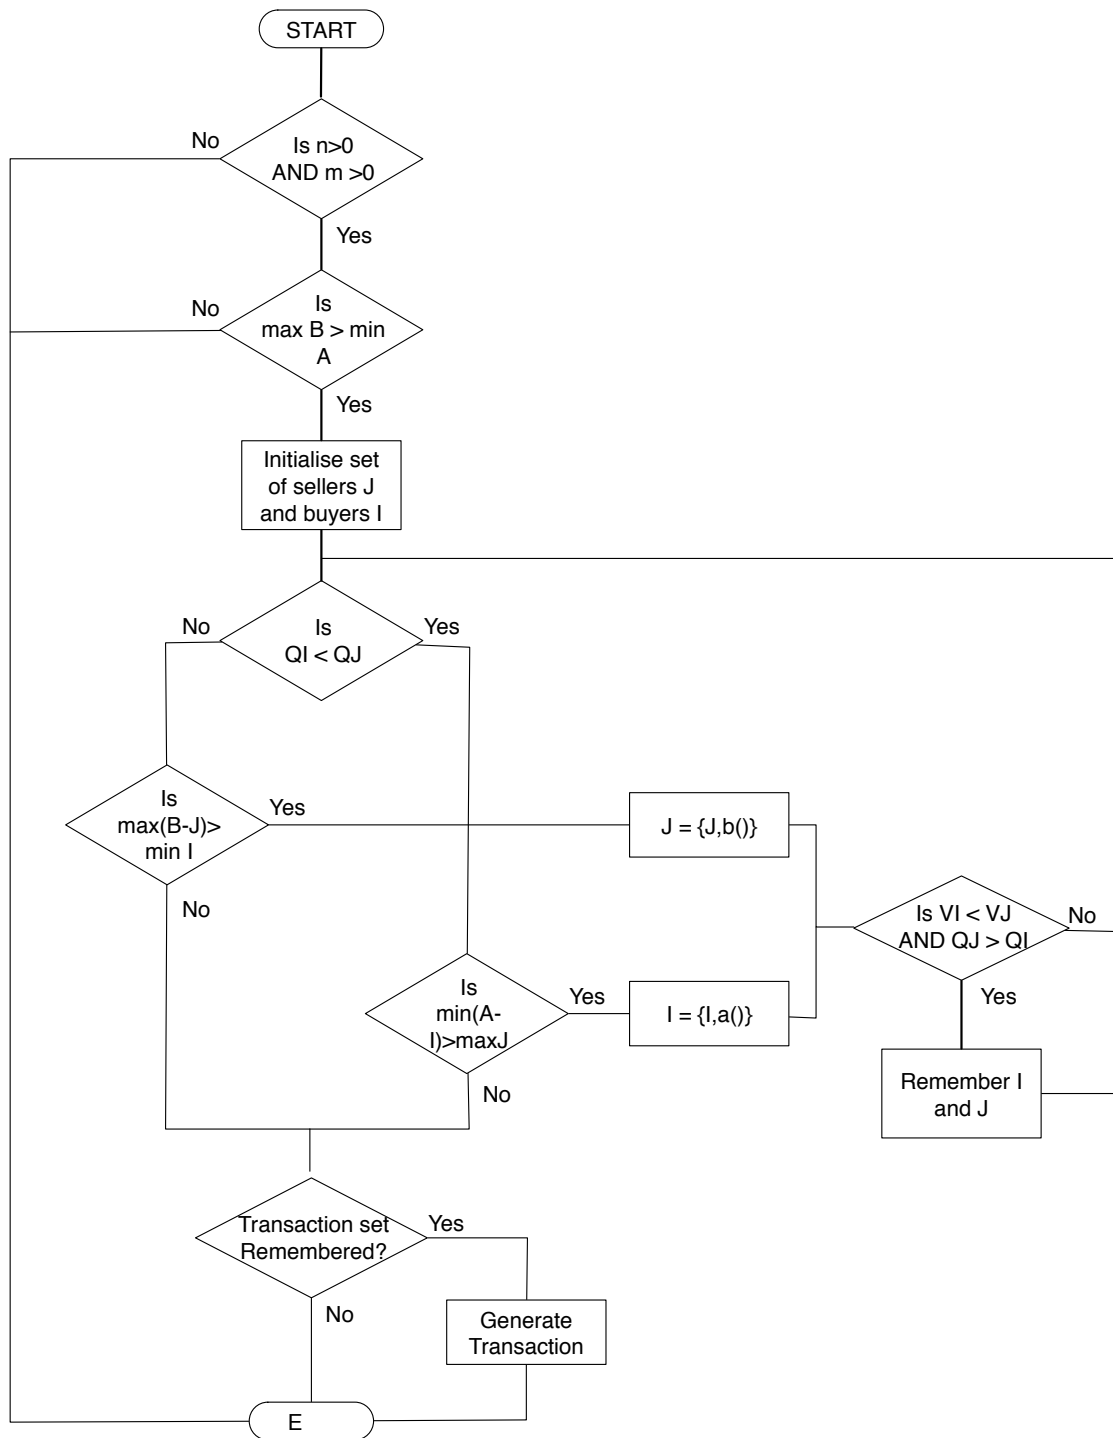 START
No
Is n>0
AND m >0
Yes
No
Is
max B > min
A
Yes
Initialise set
of sellers J
and buyers I
No
Is
QI < QJ
Yes
Is
max(B-J)>
min I
Yes
No
J = {J,b()}
Is VI < VJ
AND QJ > QI
No
Yes
Is
min(A-
I)>maxJ
Yes
No
I = {I,a()}
Remember I
and J
Transaction set
Remembered?
Yes
No
Generate
Transaction
E